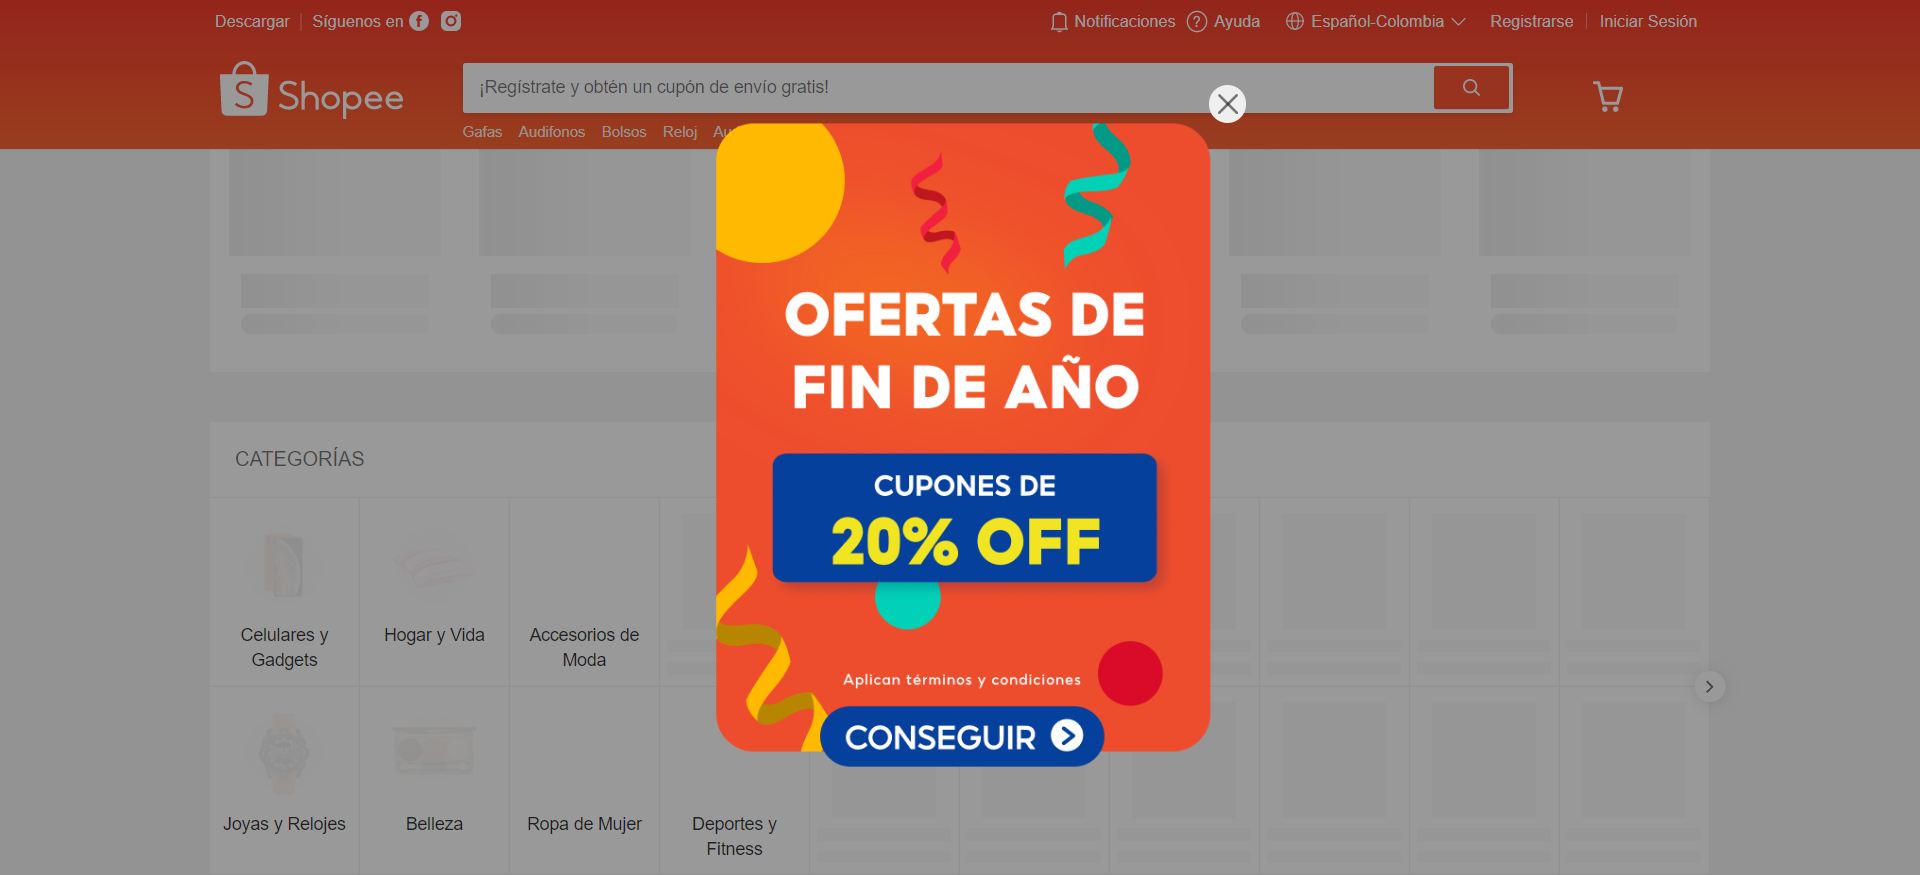 Descargar
Síguenos en
Notificaciones
Ayuda
Español-Colombia
Registrarse
Iniciar Sesión
Shopee
¡Regístrate y obtén un cupón de envío gratis!
Gafas
Audifonos
Bolsos
Reloj
OFERTAS DE
FIN DE AÑO
CUPONES DE
20% OFF
Aplican términos y condiciones
CONSEGUIR
CATEGORÍAS
Celulares y
Gadgets
Hogar y Vida
Accesorios de
Moda
Joyas y Relojes
Belleza
Ropa de Mujer
Deportes y
Fitness